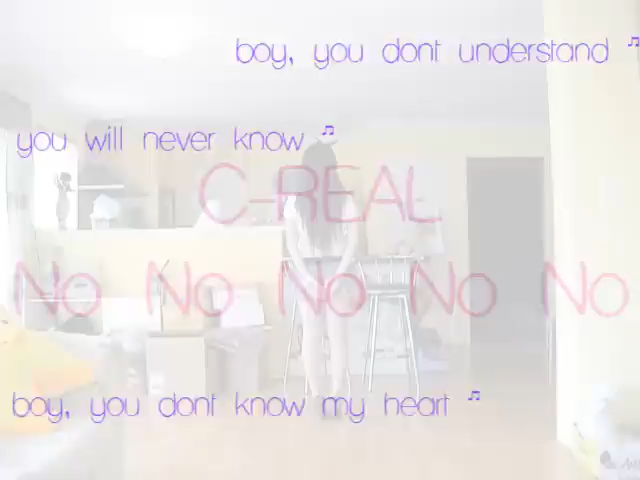 boy, you dont understand ♫
you will never know ♫
C-REAL
No No No No No
boy, you dont know my heart ♫